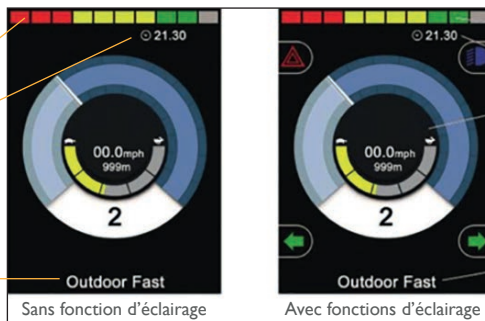 21.30
00.0mph
999m
2
Outdoor Fast
Sans fonction d'éclairage
21.30
00.0mph
999m
2
Outdoor Fast
Avec fonctions d'éclairage